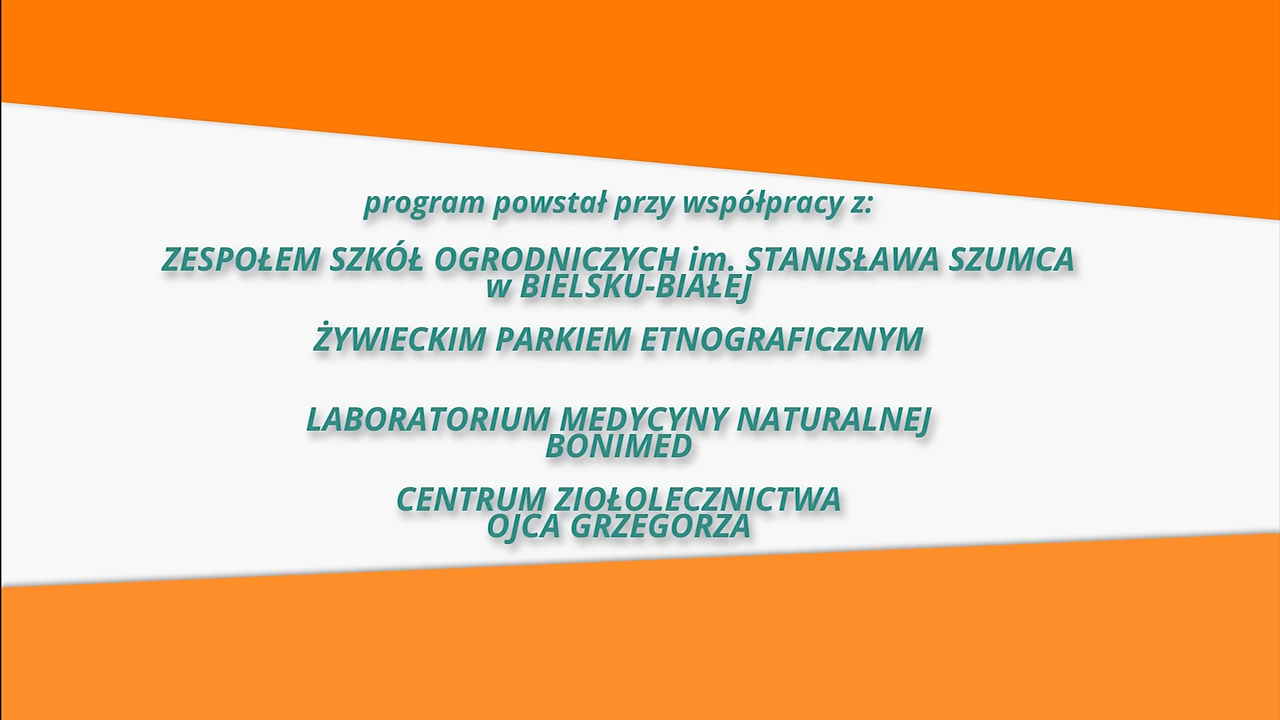 program powstał przy współpracy z:
ZESPOŁEM SZKÓŁ OGRODNICZYCH im. STANISŁAWA SZUMCA
w BIELSKU-BIAŁEJ
ŻYWIECKIM PARKIEM ETNOGRAFICZNYM
LABORATORIUM MEDYCYNY NATURALNEJ
BONIMED
CENTRUM ZIOŁOLECZNICTWA
OJCA GRZEGORZA